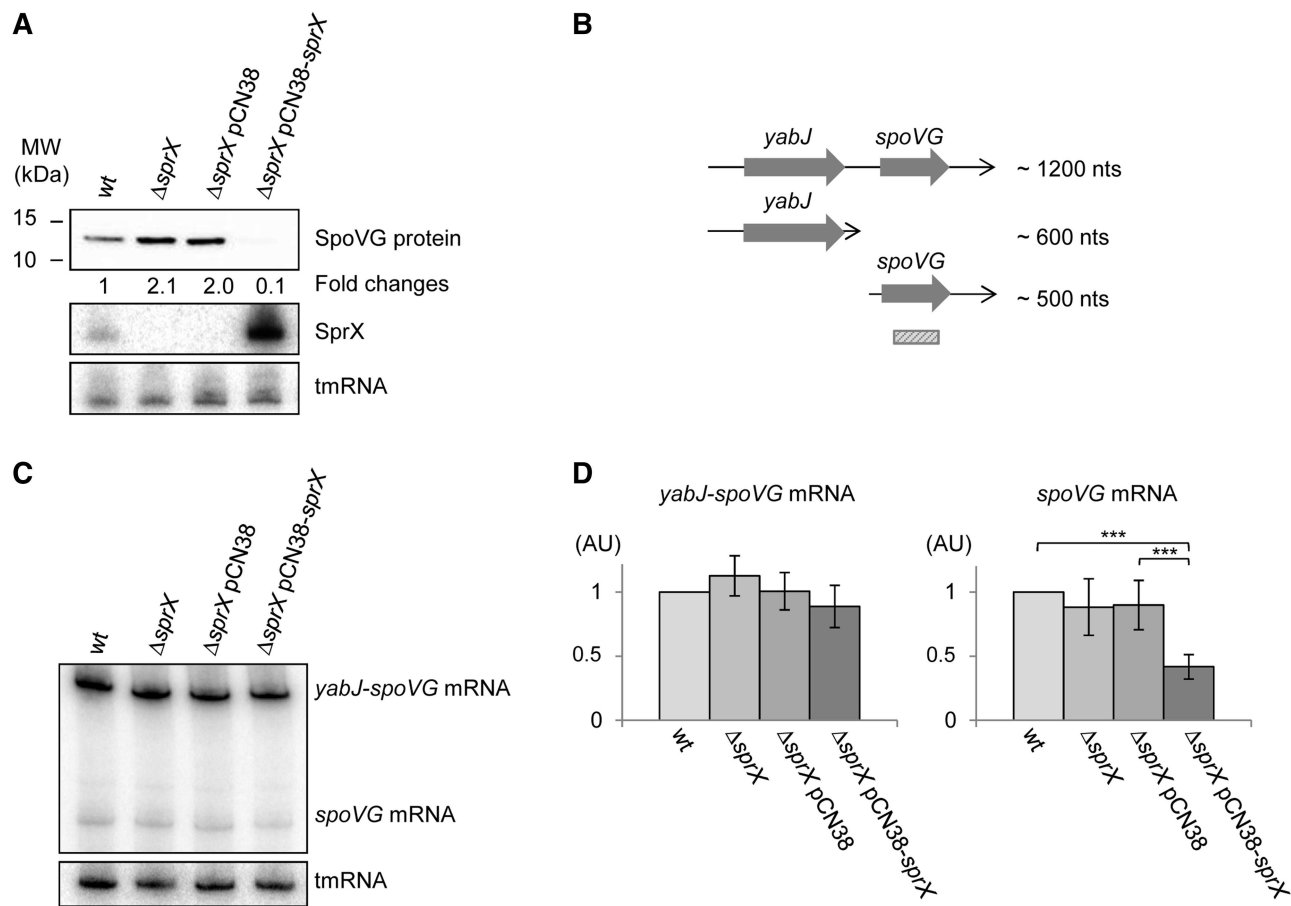 A
MW
(kDa)
wt
ΔsprX
ΔsprX pCN38
ΔsprX pCN38-sprX
15
10
SpoVG protein
1 2.1 2.0 0.1 Fold changes
SprX
tmRNA
B
yabJ spoVG
~ 1200 nts
yabJ
~ 600 nts
spoVG
~ 500 nts
C
wt
ΔsprX
ΔsprX pCN38
ΔsprX pCN38-sprX
yabJ-spoVG mRNA
spoVG mRNA
tmRNA
D
yabJ-spoVG mRNA
(AU)
1
0.5
0
wt
ΔsprX
ΔsprX pCN38
ΔsprX pCN38-sprX
spoVG mRNA
(AU)
***
***
1
0.5
0
wt
ΔsprX
ΔsprX pCN38
ΔsprX pCN38-sprX